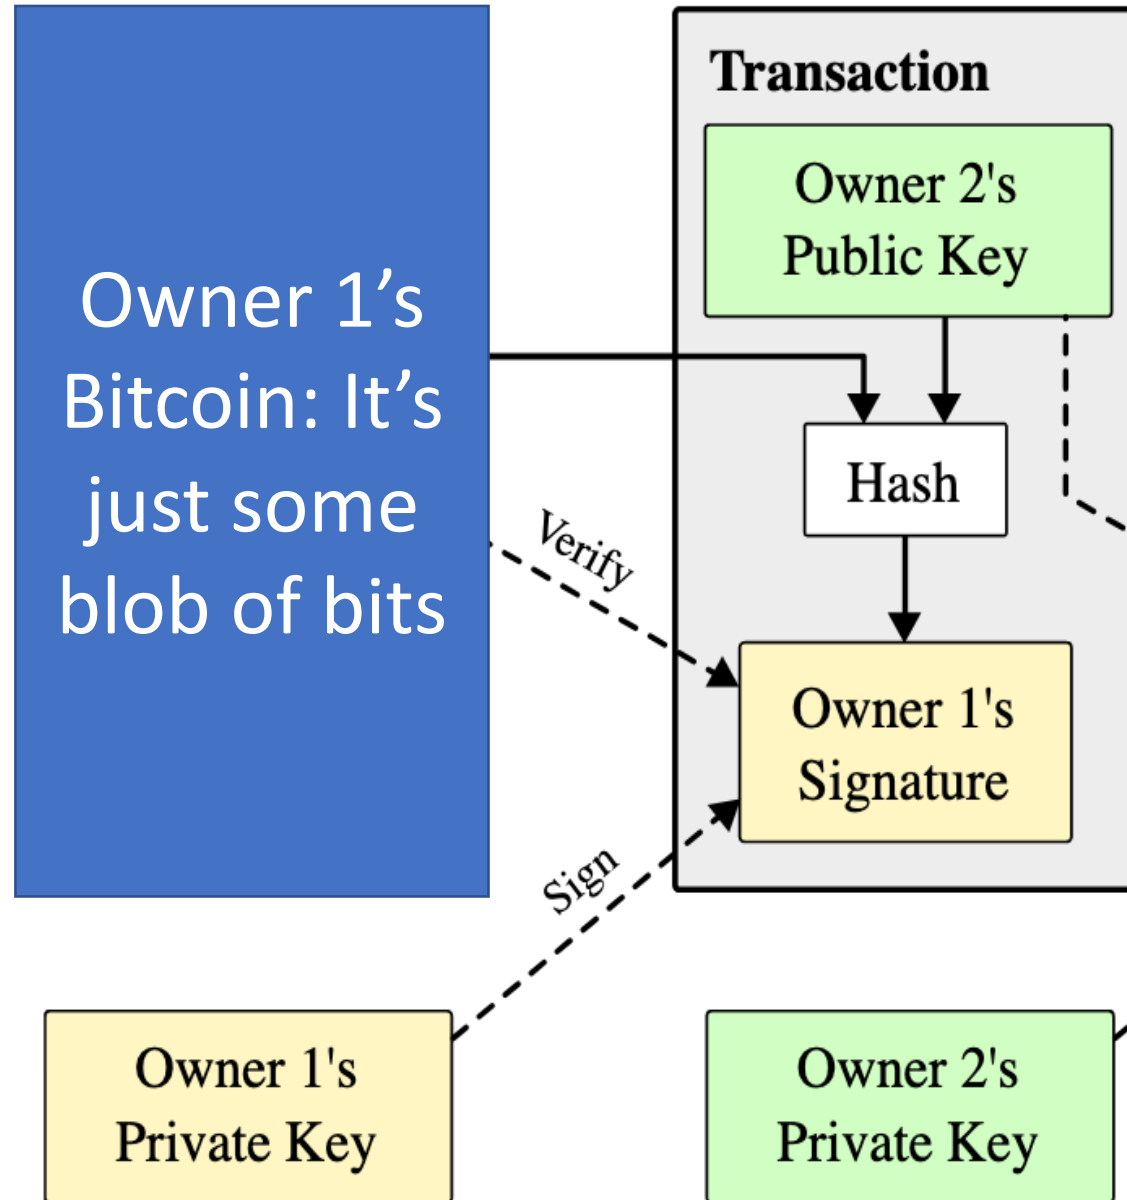 Owner 1’s
Bitcoin: It’s
just some
blob of bits
Transaction
Owner 2's
Public Key
Hash
Verify
Owner 1's
Signature
Sign
Owner 1's
Private Key
Owner 2's
Private Key